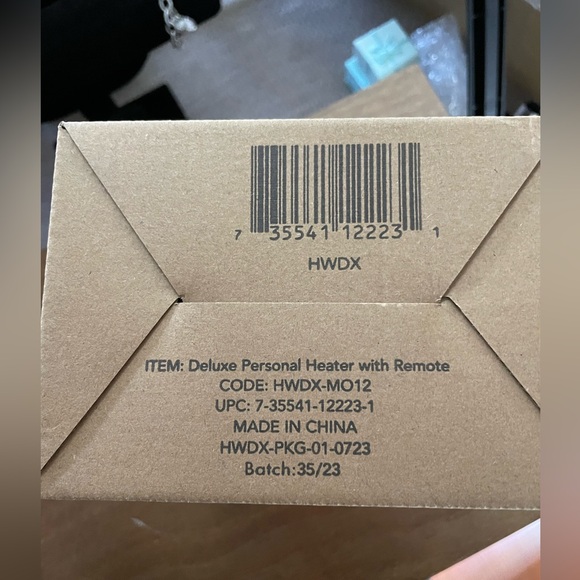 7 35541 12223 1
HWDX
ITEM: Deluxe Personal Heater with Remote
CODE: HWDX-MO12
UPC: 7-35541-12223-1
MADE IN CHINA
HWDX-PKG-01-0723
Batch:35/23